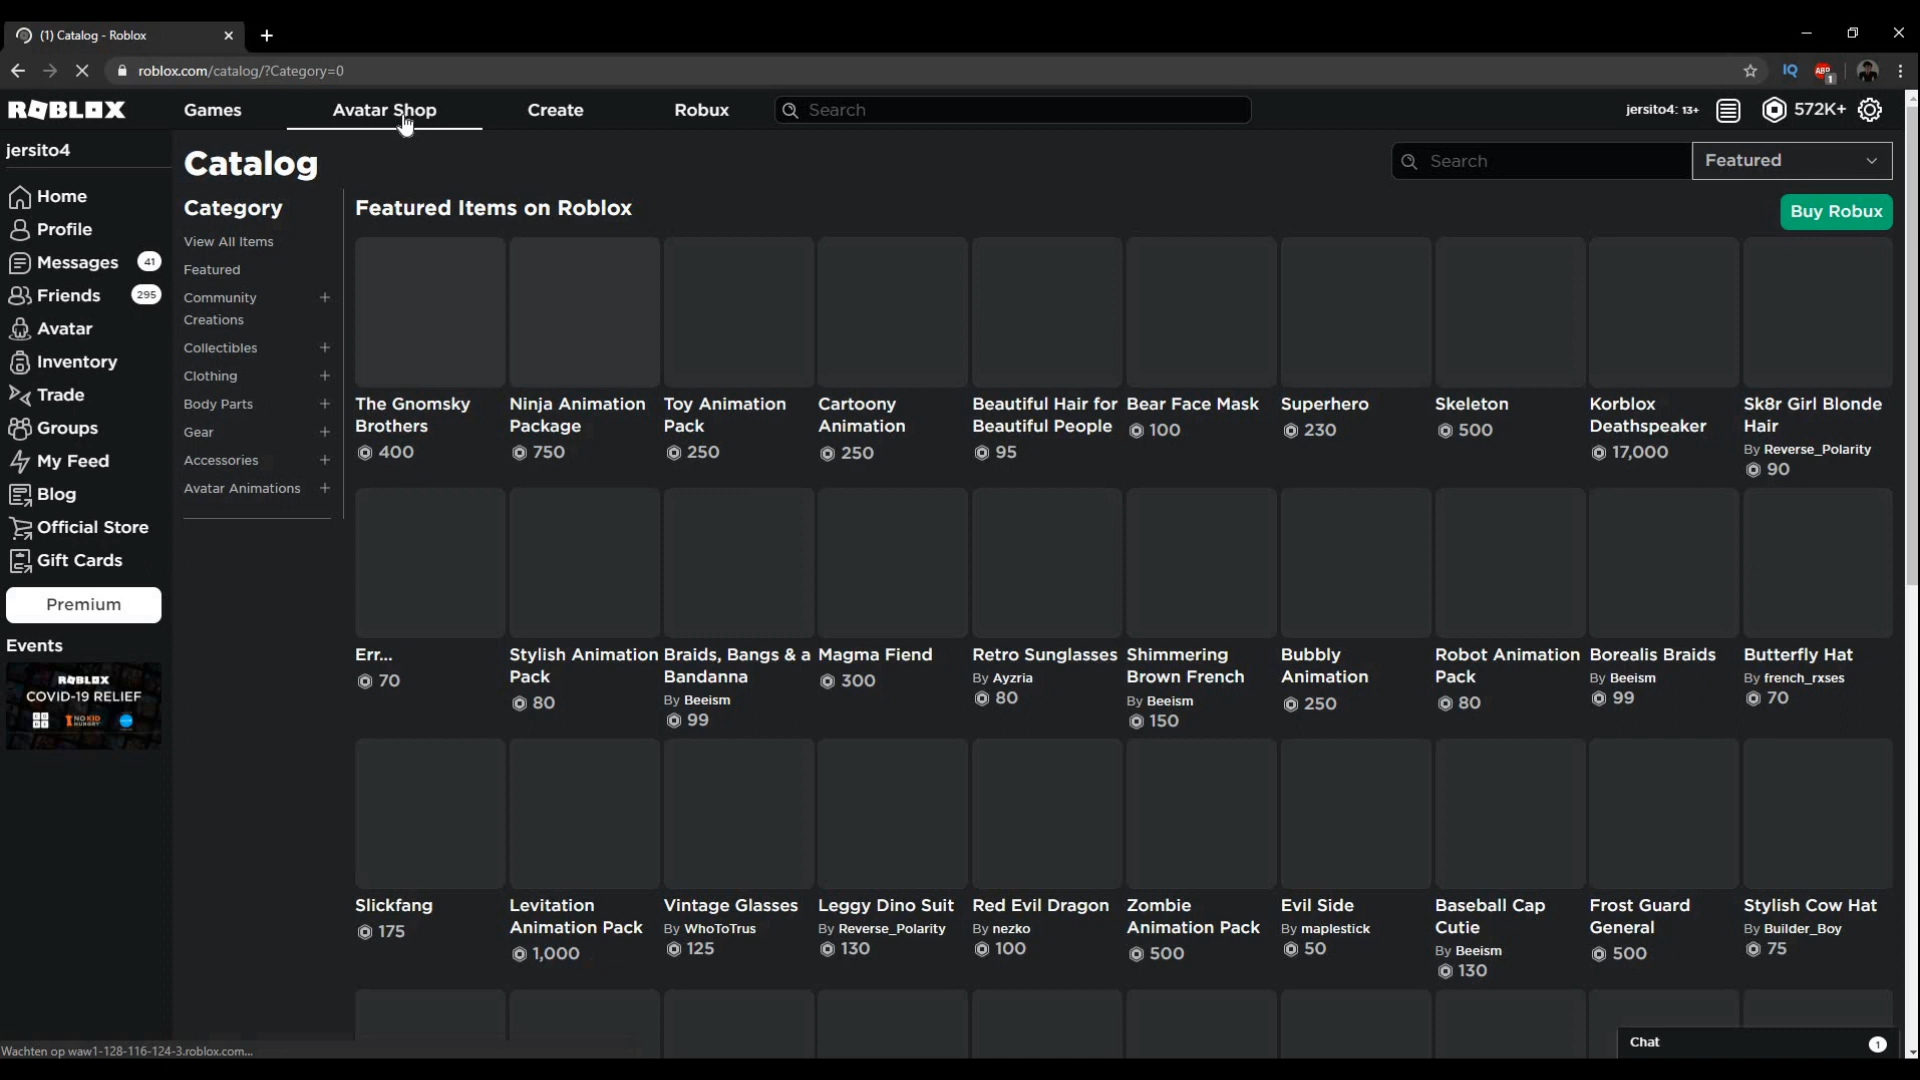 (1) Catalog - Roblox
roblox.com/catalog/?Category=0
IQ
ABP
1
ROBLOX
Games
Avatar Shop
Create
Robux
Search
jersito4: 13+
572K+
jersito4
Home
Profile
Messages
41
Friends
295
Avatar
Inventory
Trade
Groups
My Feed
Blog
Official Store
Gift Cards
Premium
Events
ROBLOX
COVID-19 RELIEF
NO KID
HUNGRY
Catalog
Search
Featured
Category
View All Items
Featured
Community
Creations
Collectibles
Clothing
Body Parts
Gear
Accessories
Avatar Animations
Featured Items on Roblox
Buy Robux
The Gnomsky
Brothers
400
Ninja Animation
Package
750
Toy Animation
Pack
250
Cartoony
Animation
250
Beautiful Hair for
Beautiful People
95
Bear Face Mask
100
Superhero
230
Skeleton
500
Korblox
Deathspeaker
17,000
Sk8r Girl Blonde
Hair
By Reverse_Polarity
90
Err...
70
Stylish Animation
Pack
80
Braids, Bangs & a
Bandanna
By Beeism
99
Magma Fiend
300
Retro Sunglasses
By Ayzria
80
Shimmering
Brown French
By Beeism
150
Bubbly
Animation
250
Robot Animation
Pack
80
Borealis Braids
By Beeism
99
Butterfly Hat
By french_rxses
70
Slickfang
175
Levitation
Animation Pack
1,000
Vintage Glasses
By WhoToTrus
125
Leggy Dino Suit
By Reverse_Polarity
130
Red Evil Dragon
By nezko
100
Zombie
Animation Pack
500
Evil Side
By maplestick
50
Baseball Cap
Cutie
By Beeism
130
Frost Guard
General
500
Stylish Cow Hat
By Builder_Boy
75
Wachten op waw1-128-116-124-3.roblox.com...
Chat
1